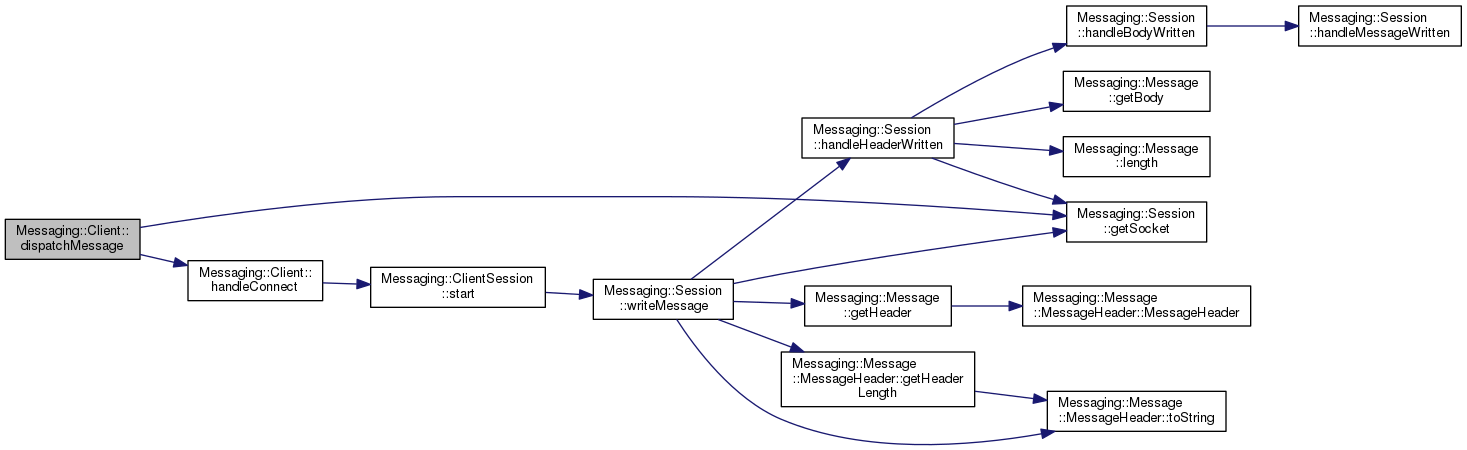 Messaging::Session
::handleBodyWritten
Messaging::Session
::handleMessageWritten
Messaging::Message
::getBody
Messaging::Session
::handleHeaderWritten
Messaging::Message
::length
Messaging::Session
::getSocket
Messaging::Client::
dispatchMessage
Messaging::Client::
handleConnect
Messaging::ClientSession
::start
Messaging::Session
::writeMessage
Messaging::Message
::getHeader
Messaging::Message
::MessageHeader::MessageHeader
Messaging::Message
::MessageHeader::getHeader
Length
Messaging::Message
::MessageHeader::toString